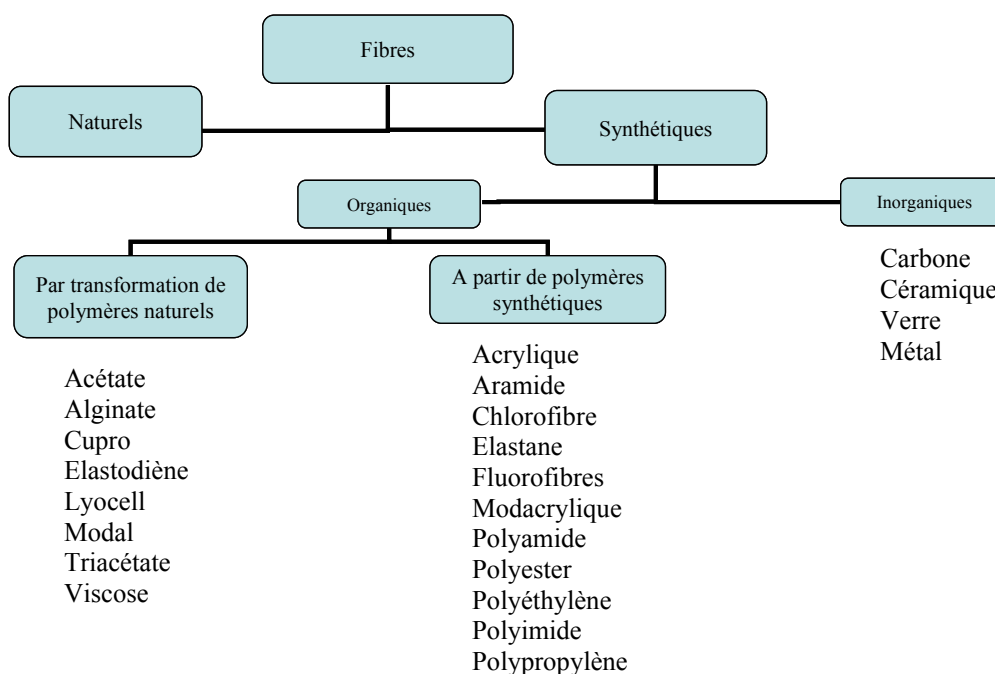 Fibres
Naturels
Synthétiques
Organiques
Inorganiques
Par transformation de
polymères naturels
A partir de polymères
synthétiques
Acétate
Alginate
Cupro
Elastodiène
Lyocell
Modal
Triacétate
Viscose
Acrylique
Aramide
Chlorofibre
Elastane
Fluorofibres
Modacrylique
Polyamide
Polyester
Polyéthylène
Polyimide
Polypropylène
Carbone
Céramique
Verre
Métal